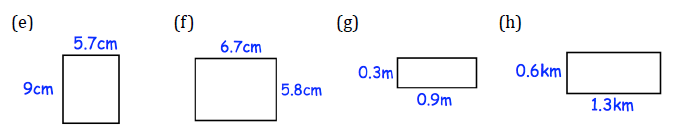 (e)
5.7cm
9cm
(f)
6.7cm
5.8cm
(g)
0.3m
0.9m
(h)
0.6km
1.3km